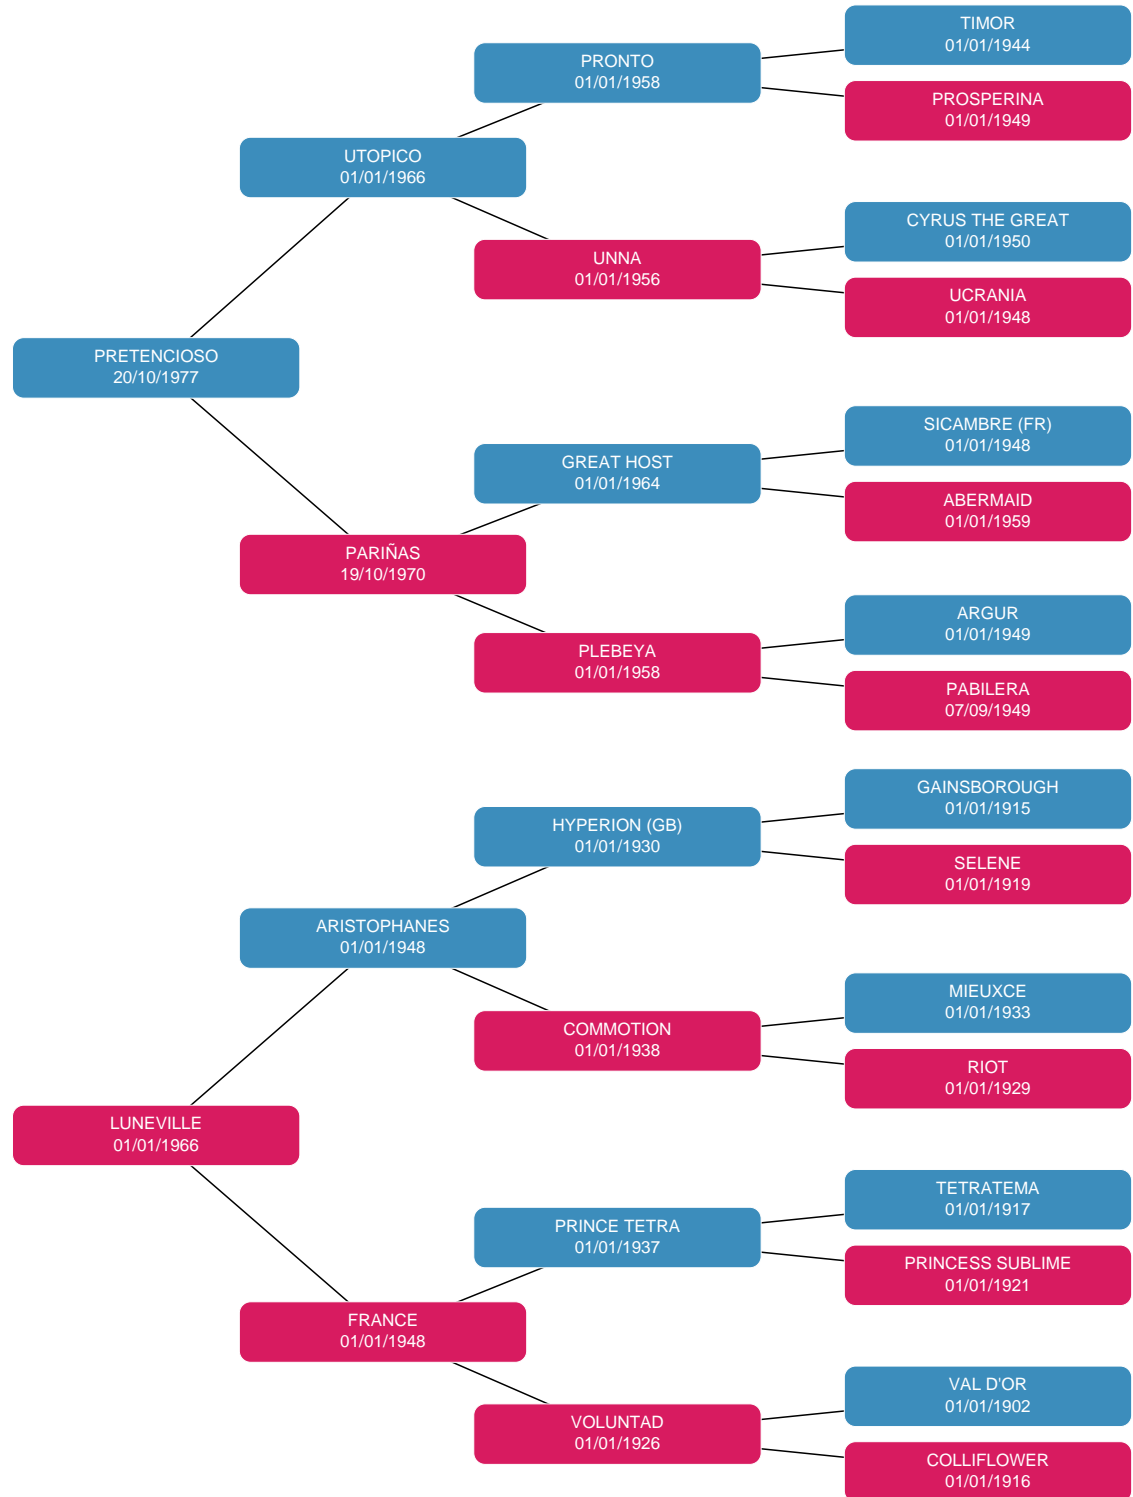 TIMOR
01/01/1944
PRONTO
01/01/1958
PROSPERINA
01/01/1949
UTOPICO
01/01/1966
CYRUS THE GREAT
01/01/1950
UNNA
01/01/1956
UCRANIA
01/01/1948
PRETENCIOSO
20/10/1977
SICAMBRE (FR)
01/01/1948
GREAT HOST
01/01/1964
ABERMAID
01/01/1959
PARIÑAS
19/10/1970
ARGUR
01/01/1949
PLEBEYA
01/01/1958
PABILERA
07/09/1949
GAINSBOROUGH
01/01/1915
HYPERION (GB)
01/01/1930
SELENE
01/01/1919
ARISTOPHANES
01/01/1948
MIEUXCE
01/01/1933
COMMOTION
01/01/1938
RIOT
01/01/1929
LUNEVILLE
01/01/1966
TETRATEMA
01/01/1917
PRINCE TETRA
01/01/1937
PRINCESS SUBLIME
01/01/1921
FRANCE
01/01/1948
VAL D'OR
01/01/1902
VOLUNTAD
01/01/1926
COLLIFLOWER
01/01/1916